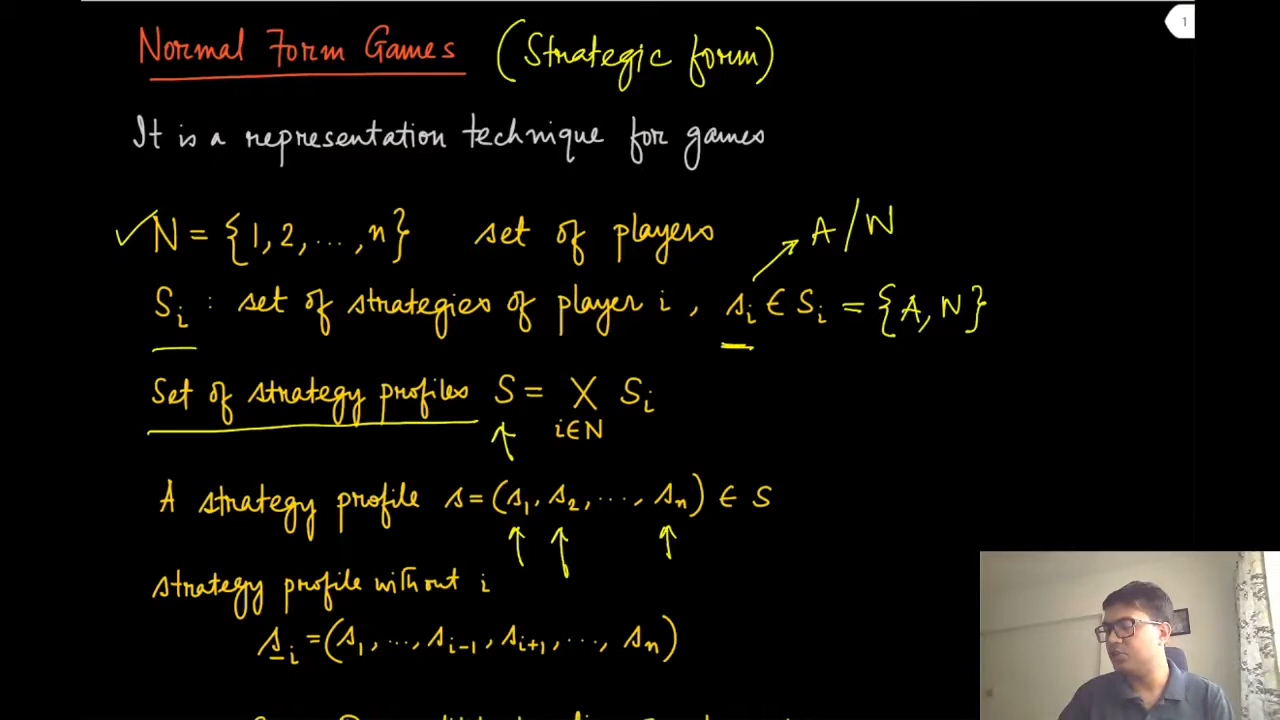 Normal Form Games (Strategic form)
It is a representation technique for games
✓ N = {1, 2, ..., n} set of players
A/N
S_i : set of strategies of player i, s_i ∈ S_i = {A, N}
Set of strategy profiles S = X_{i∈N} S_i
A strategy profile s = (s_1, s_2, ..., s_n) ∈ S
strategy profile without i
s_{-i} = (s_1, ..., s_{i-1}, s_{i+1}, ..., s_n)
1